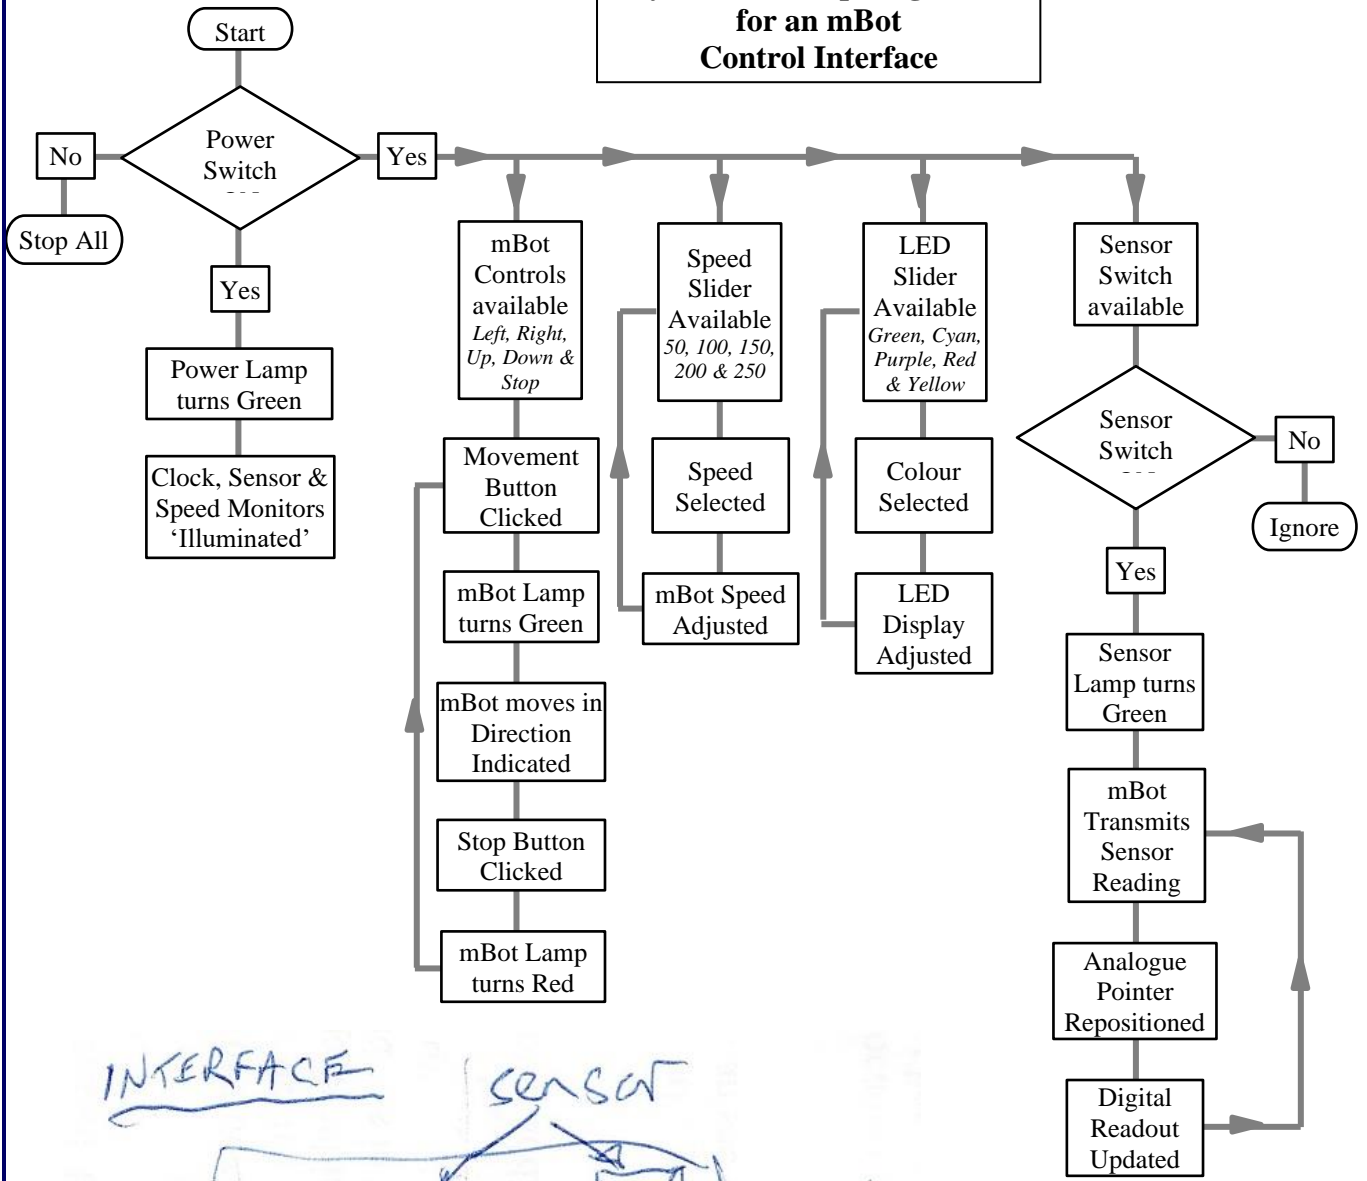 for an mBot
Control Interface
Start
Power
Switch
No
Yes
Stop All
Yes
Power Lamp
turns Green
Clock, Sensor &
Speed Monitors
‘Illuminated’
mBot
Controls
available
Left, Right,
Up, Down &
Stop
Movement
Button
Clicked
mBot Lamp
turns Green
mBot moves in
Direction
Indicated
Stop Button
Clicked
mBot Lamp
turns Red
Speed
Slider
Available
50, 100, 150,
200 & 250
Speed
Selected
mBot Speed
Adjusted
LED
Slider
Available
Green, Cyan,
Purple, Red
& Yellow
Colour
Selected
LED
Display
Adjusted
Sensor
Switch
available
Sensor
Switch
No
Ignore
Yes
Sensor
Lamp turns
Green
mBot
Transmits
Sensor
Reading
Analogue
Pointer
Repositioned
Digital
Readout
Updated
INTERFACE
sensor